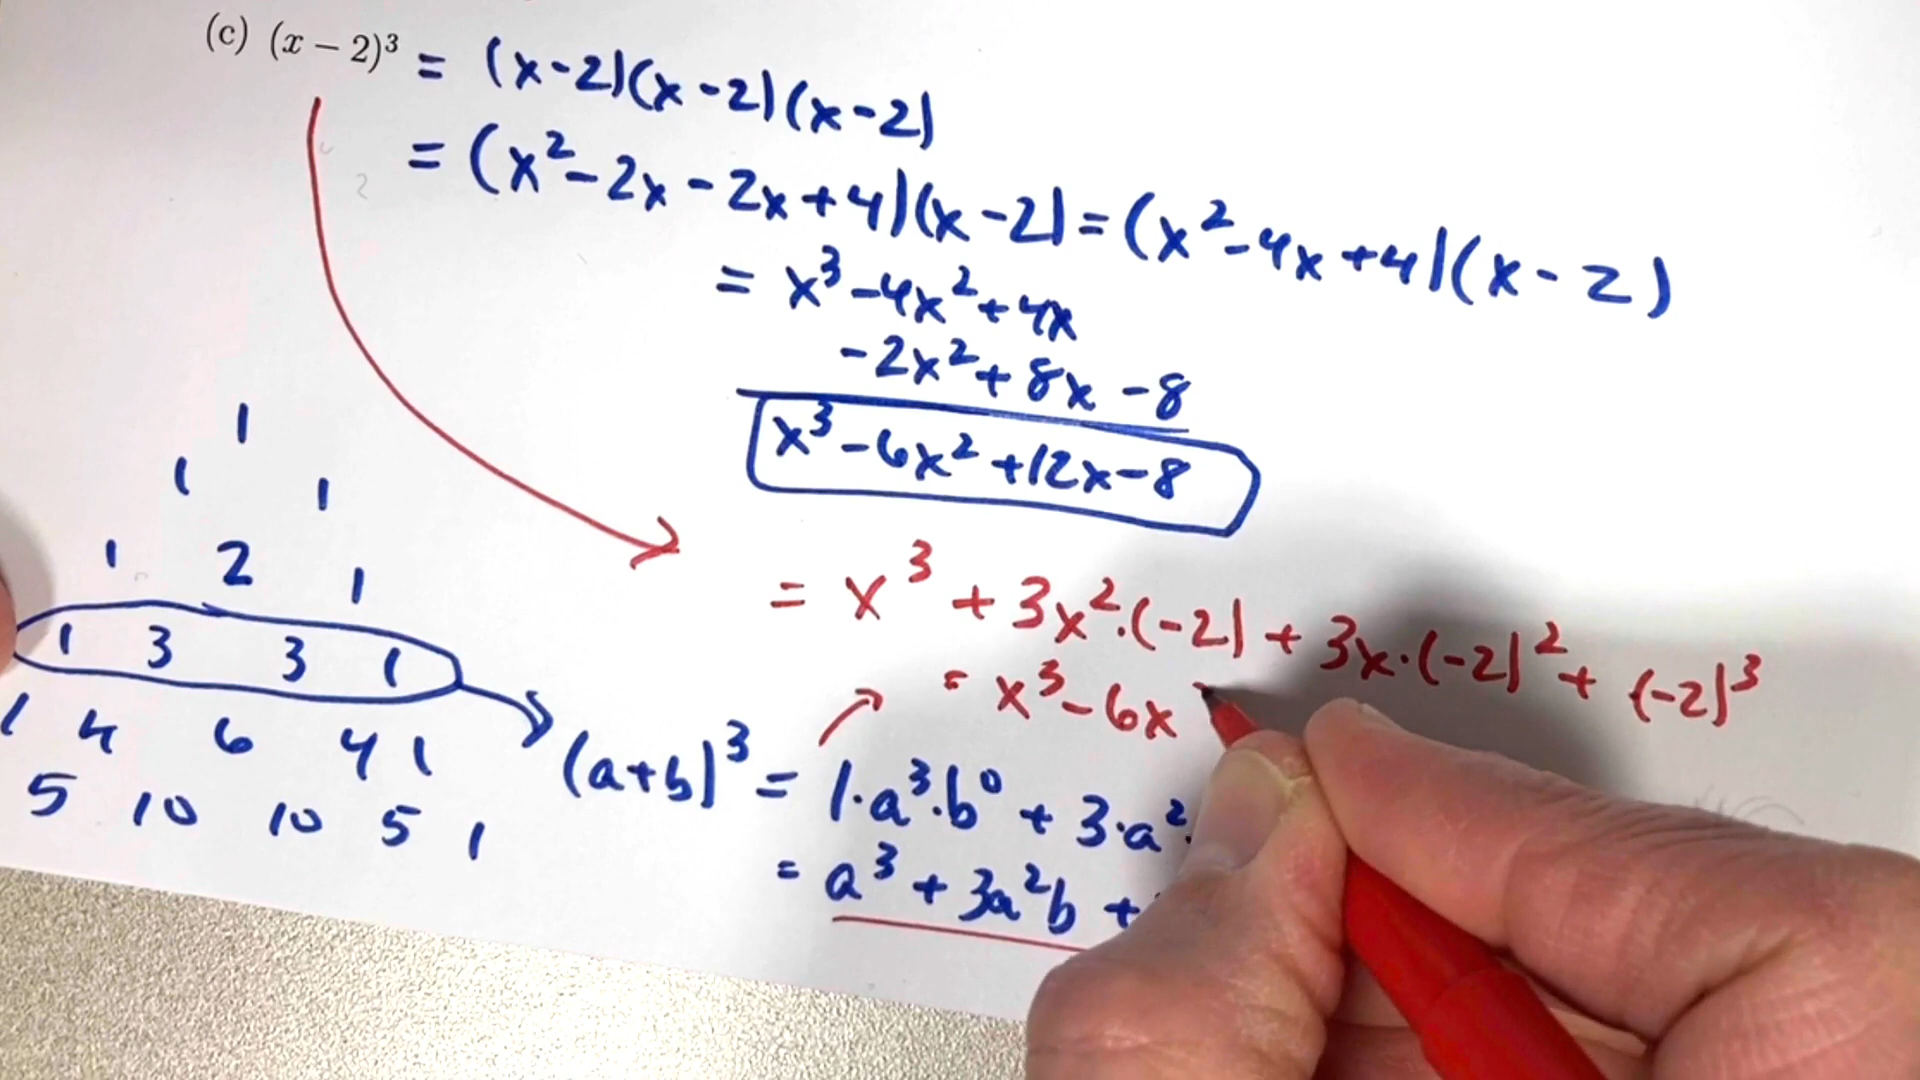 (c) (x − 2)³ = (x-2)(x-2)(x-2)
= (x² - 2x - 2x + 4)(x - 2) = (x² - 4x + 4)(x - 2)
= x³ - 4x² + 4x
- 2x² + 8x - 8
x³ - 6x² + 12x - 8
1
1 1
1 2 1
1 3 3 1
1 4 6 4 1
5 10 10 5 1
= x³ + 3x²·(-2) + 3x·(-2)² + (-2)³
= x³ - 6x
(a+b)³ = 1·a³·b⁰ + 3·a²·
= a³ + 3a²b +